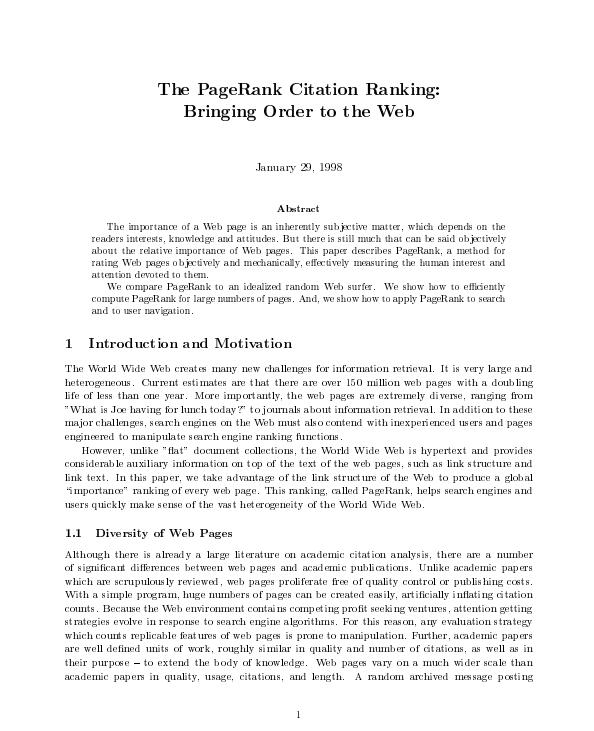 The PageRank Citation Ranking:
Bringing Order to the Web
January 29, 1998
Abstract
The importance of a Web page is an inherently subjective matter, which depends on the
readers interests, knowledge and attitudes. But there is still much that can be said objectively
about the relative importance of Web pages. This paper describes PageRank, a method for
rating Web pages objectively and mechanically, effectively measuring the human interest and
attention devoted to them.
We compare PageRank to an idealized random Web surfer. We show how to efficiently
compute PageRank for large numbers of pages. And, we show how to apply PageRank to search
and to user navigation.
1 Introduction and Motivation
The World Wide Web creates many new challenges for information retrieval. It is very large and
heterogeneous. Current estimates are that there are over 150 million web pages with a doubling
life of less than one year. More importantly, the web pages are extremely diverse, ranging from
"What is Joe having for lunch today?" to journals about information retrieval. In addition to these
major challenges, search engines on the Web must also contend with inexperienced users and pages
engineered to manipulate search engine ranking functions.
However, unlike "flat" document collections, the World Wide Web is hypertext and provides
considerable auxiliary information on top of the text of the web pages, such as link structure and
link text. In this paper, we take advantage of the link structure of the Web to produce a global
"importance" ranking of every web page. This ranking, called PageRank, helps search engines and
users quickly make sense of the vast heterogeneity of the World Wide Web.
1.1 Diversity of Web Pages
Although there is already a large literature on academic citation analysis, there are a number
of significant differences between web pages and academic publications. Unlike academic papers
which are scrupulously reviewed, web pages proliferate free of quality control or publishing costs.
With a simple program, huge numbers of pages can be created easily, artificially inflating citation
counts. Because the Web environment contains competing profit seeking ventures, attention getting
strategies evolve in response to search engine algorithms. For this reason, any evaluation strategy
which counts replicable features of web pages is prone to manipulation. Further, academic papers
are well defined units of work, roughly similar in quality and number of citations, as well as in
their purpose – to extend the body of knowledge. Web pages vary on a much wider scale than
academic papers in quality, usage, citations, and length. A random archived message posting
1